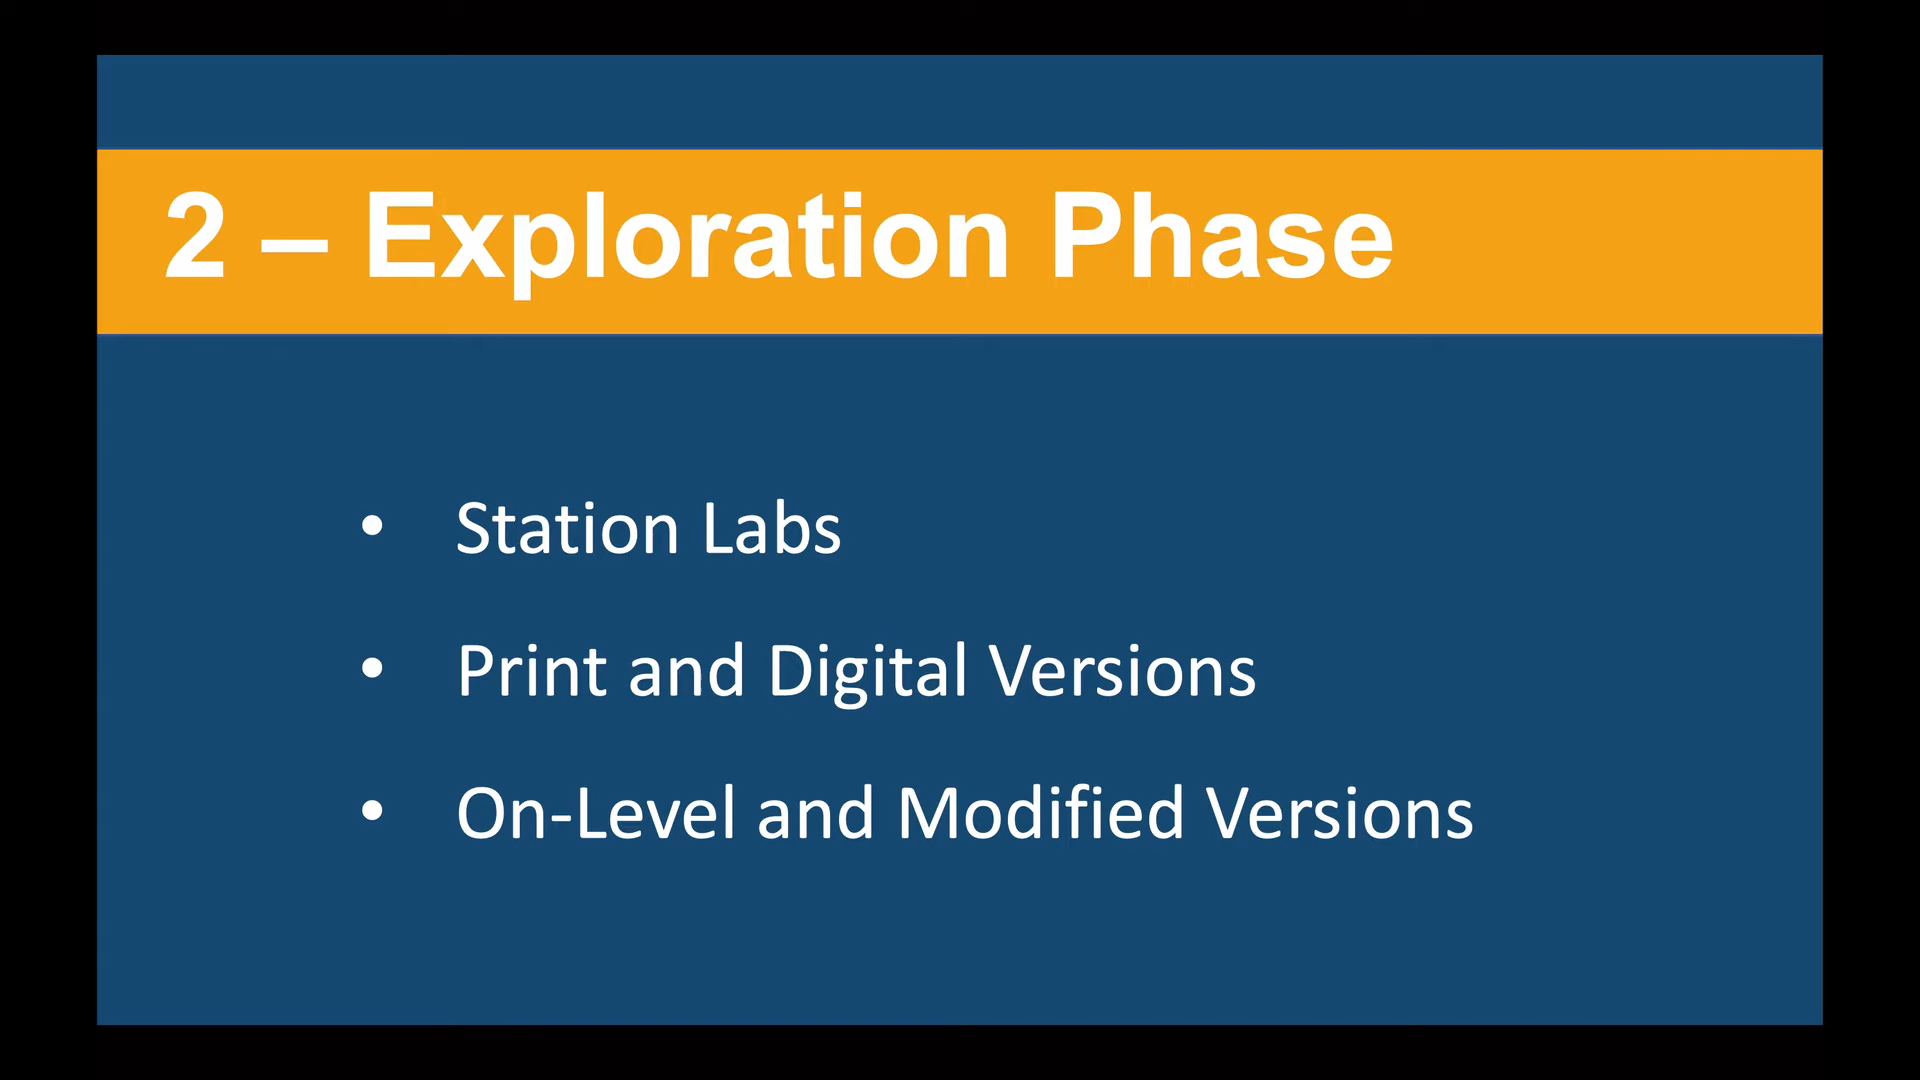 2 – Exploration Phase
• Station Labs
• Print and Digital Versions
• On-Level and Modified Versions